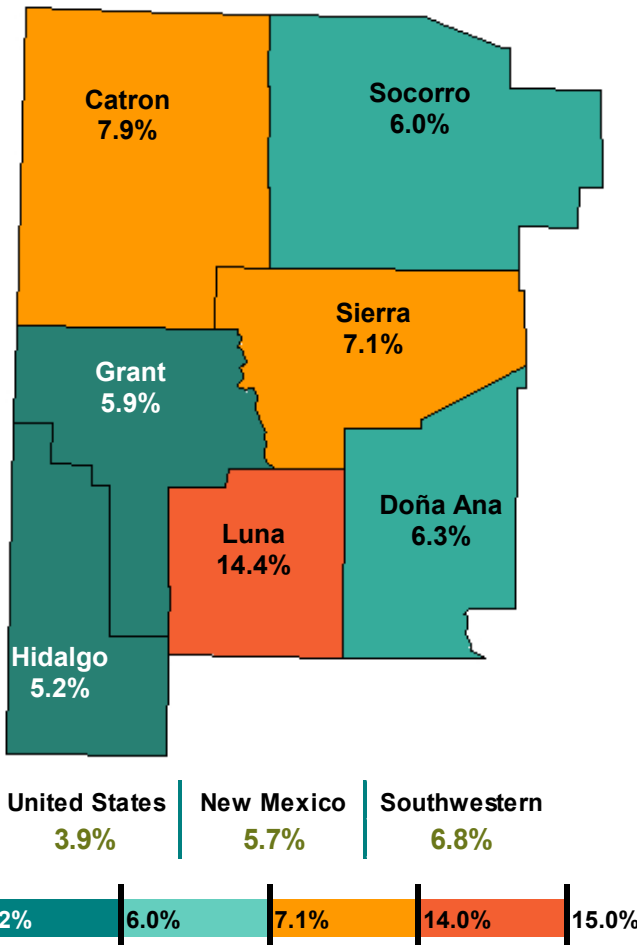 Catron
7.9%
Socorro
6.0%
Sierra
7.1%
Grant
5.9%
Doña Ana
6.3%
Luna
14.4%
Hidalgo
5.2%
United States
3.9%
New Mexico
5.7%
Southwestern
6.8%
2%
6.0%
7.1%
14.0%
15.0%